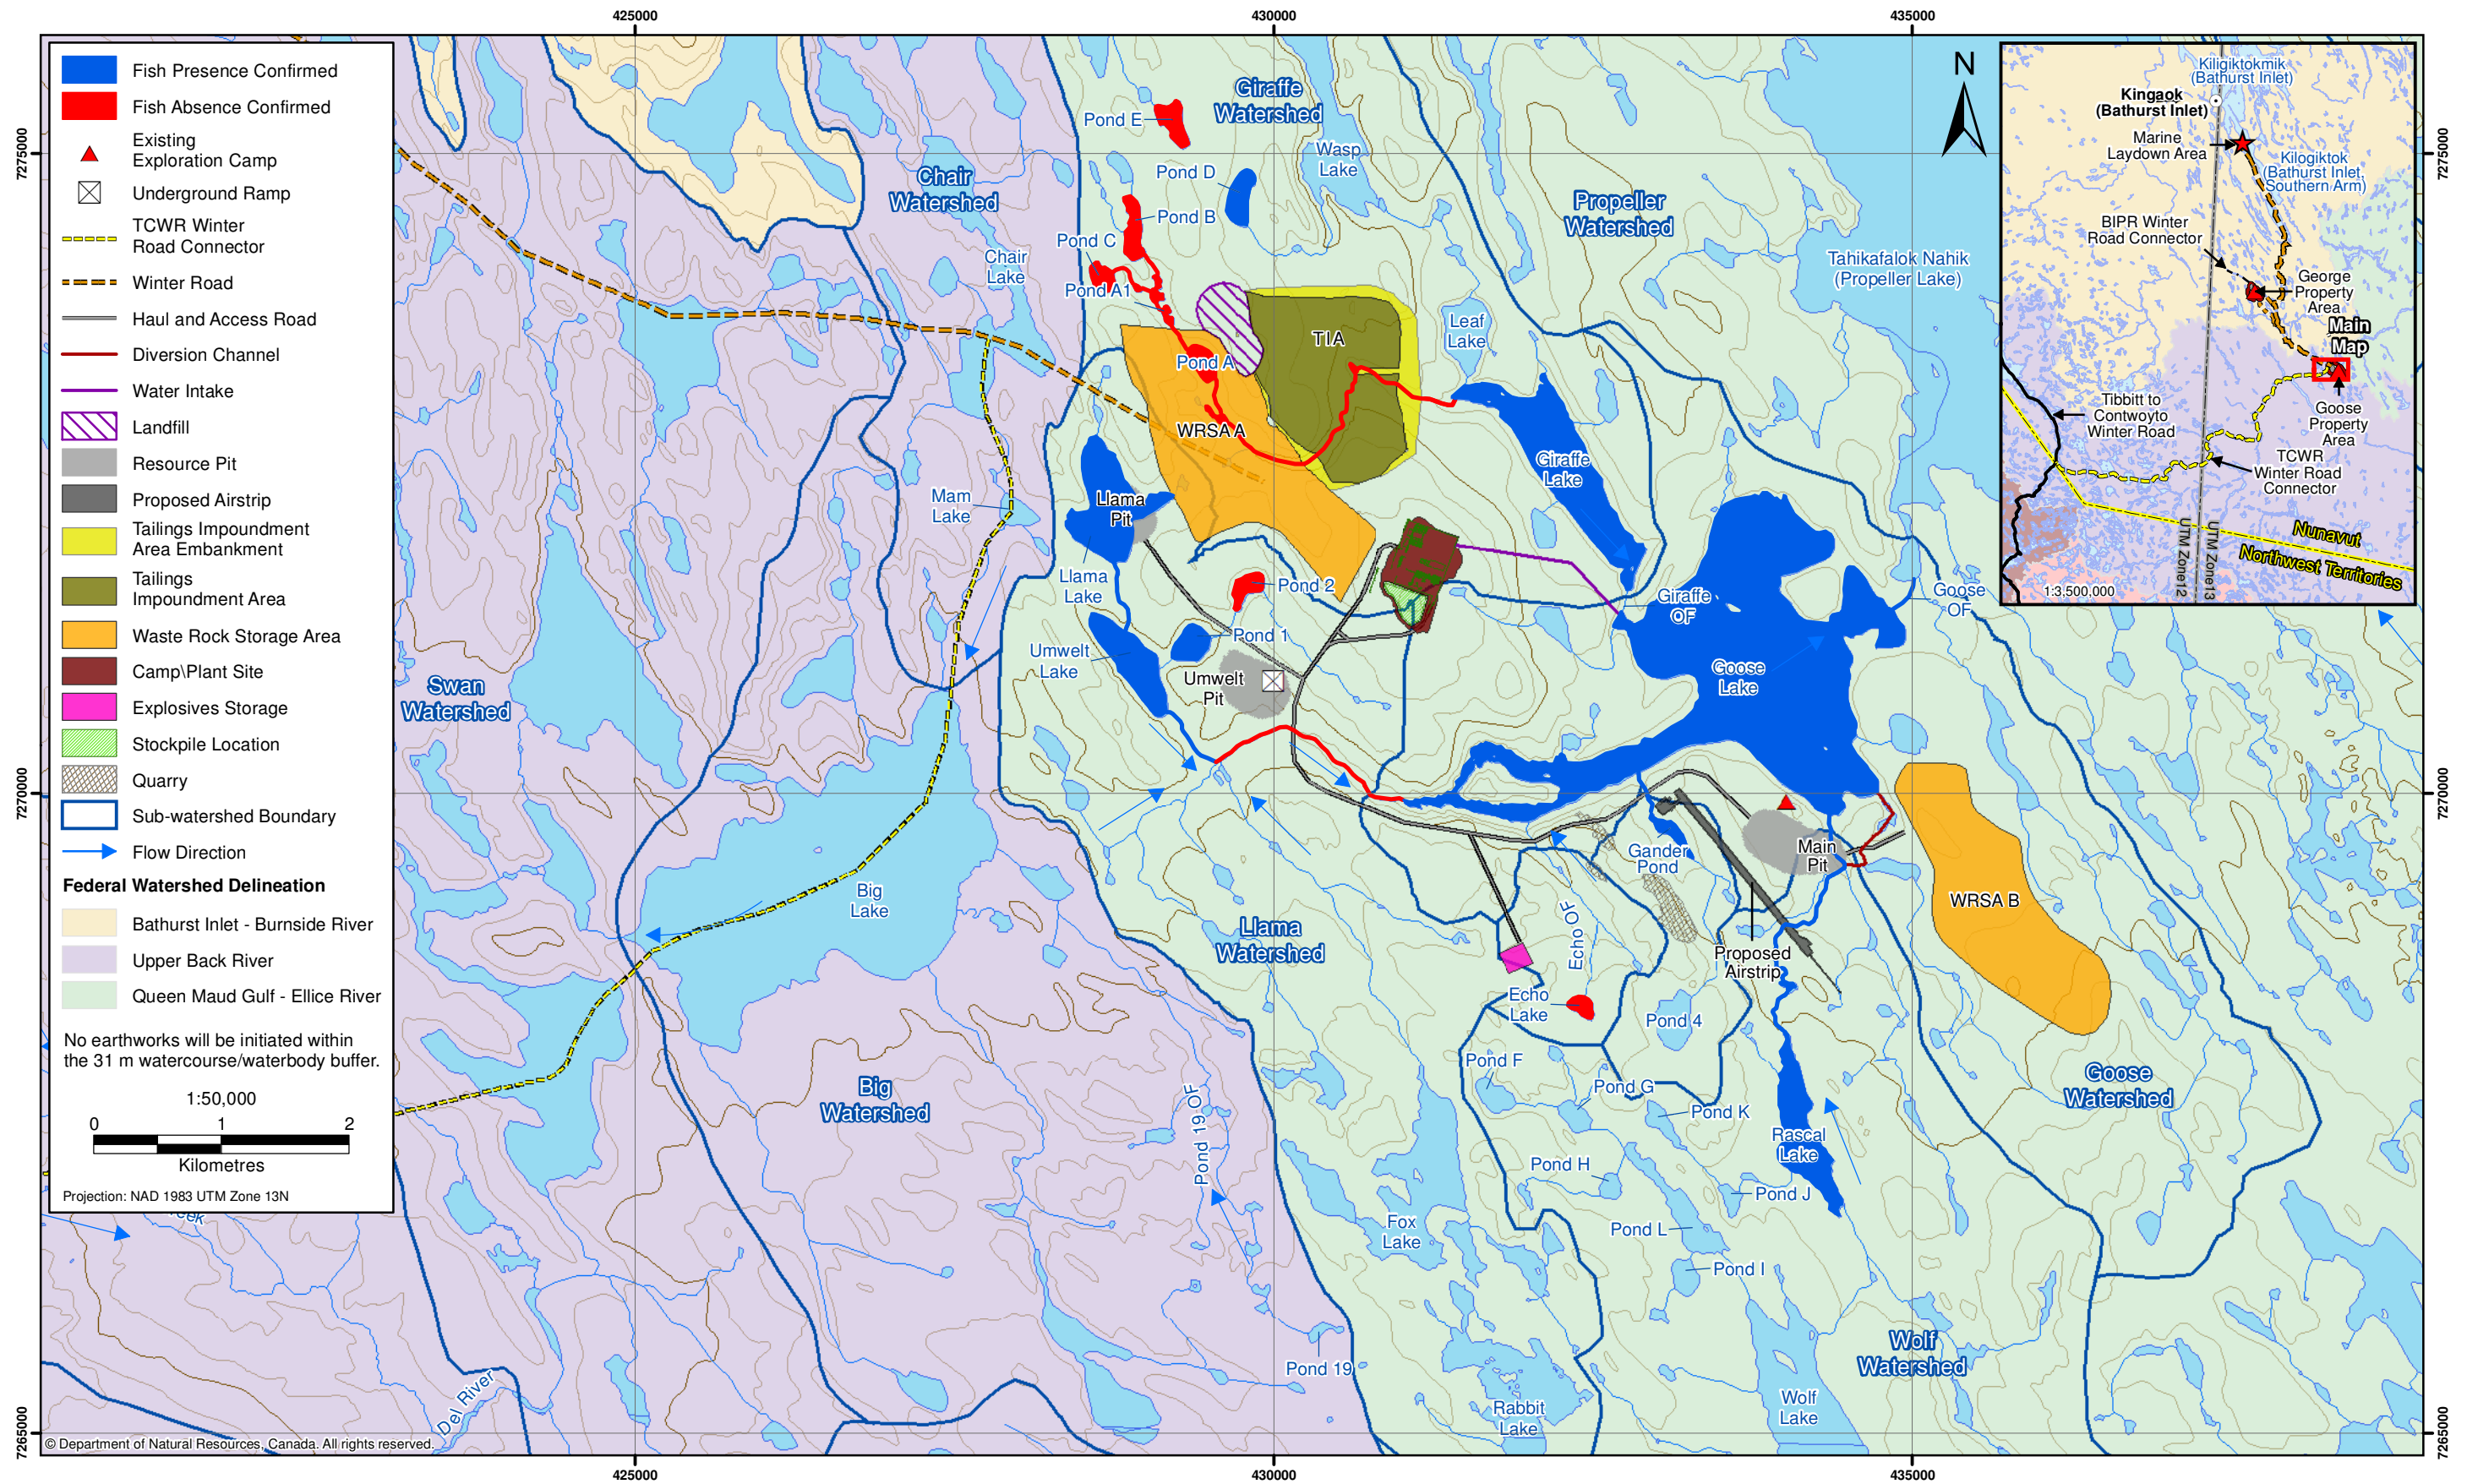 425000
430000
435000
7275000
7270000
7265000
7275000
7270000
7265000
425000
430000
435000
Fish Presence Confirmed
Fish Absence Confirmed
Existing
Exploration Camp
Underground Ramp
TCWR Winter
Road Connector
Winter Road
Haul and Access Road
Diversion Channel
Water Intake
Landfill
Resource Pit
Proposed Airstrip
Tailings Impoundment
Area Embankment
Tailings
Impoundment Area
Waste Rock Storage Area
Camp\Plant Site
Explosives Storage
Stockpile Location
Quarry
Sub-watershed Boundary
Flow Direction
Federal Watershed Delineation
Bathurst Inlet - Burnside River
Upper Back River
Queen Maud Gulf - Ellice River
No earthworks will be initiated within
the 31 m watercourse/waterbody buffer.
1:50,000
0 1 2
Kilometres
Projection: NAD 1983 UTM Zone 13N
© Department of Natural Resources, Canada. All rights reserved.
Del River
Swan
Watershed
Chair
Watershed
Chair
Lake
Mam
Lake
Big
Lake
Big
Watershed
Pond 19 OF
Pond 19
Giraffe
Watershed
Pond E
Pond D
Pond B
Pond C
Pond A1
Pond A
Wasp
Lake
Propeller
Watershed
Tahikafalok Nahik
(Propeller Lake)
Leaf
Lake
TIA
WRSA A
Giraffe
Lake
Llama
Pit
Llama
Lake
Pond 2
Pond 1
Umwelt
Lake
Umwelt
Pit
Giraffe
OF
Goose
OF
Goose
Lake
Gander
Pond
Main
Pit
WRSA B
Proposed
Airstrip
Echo OF
Echo
Lake
Pond 4
Llama
Watershed
Pond F
Pond G
Pond K
Rascal
Lake
Pond H
Pond J
Pond L
Pond I
Fox
Lake
Goose
Watershed
Wolf
Watershed
Wolf
Lake
Rabbit
Lake
N
Kiligiktokmik
(Bathurst Inlet)
Kingaok
(Bathurst Inlet)
Marine
Laydown Area
Kilogiktok
(Bathurst Inlet,
Southern Arm)
BIPR Winter
Road Connector
George
Property
Area
Main
Map
Goose
Property
Area
Tibbitt to
Contwoyto
Winter Road
TCWR
Winter Road
Connector
UTM Zone12
UTM Zone13
Nunavut
Northwest Territories
1:3,500,000